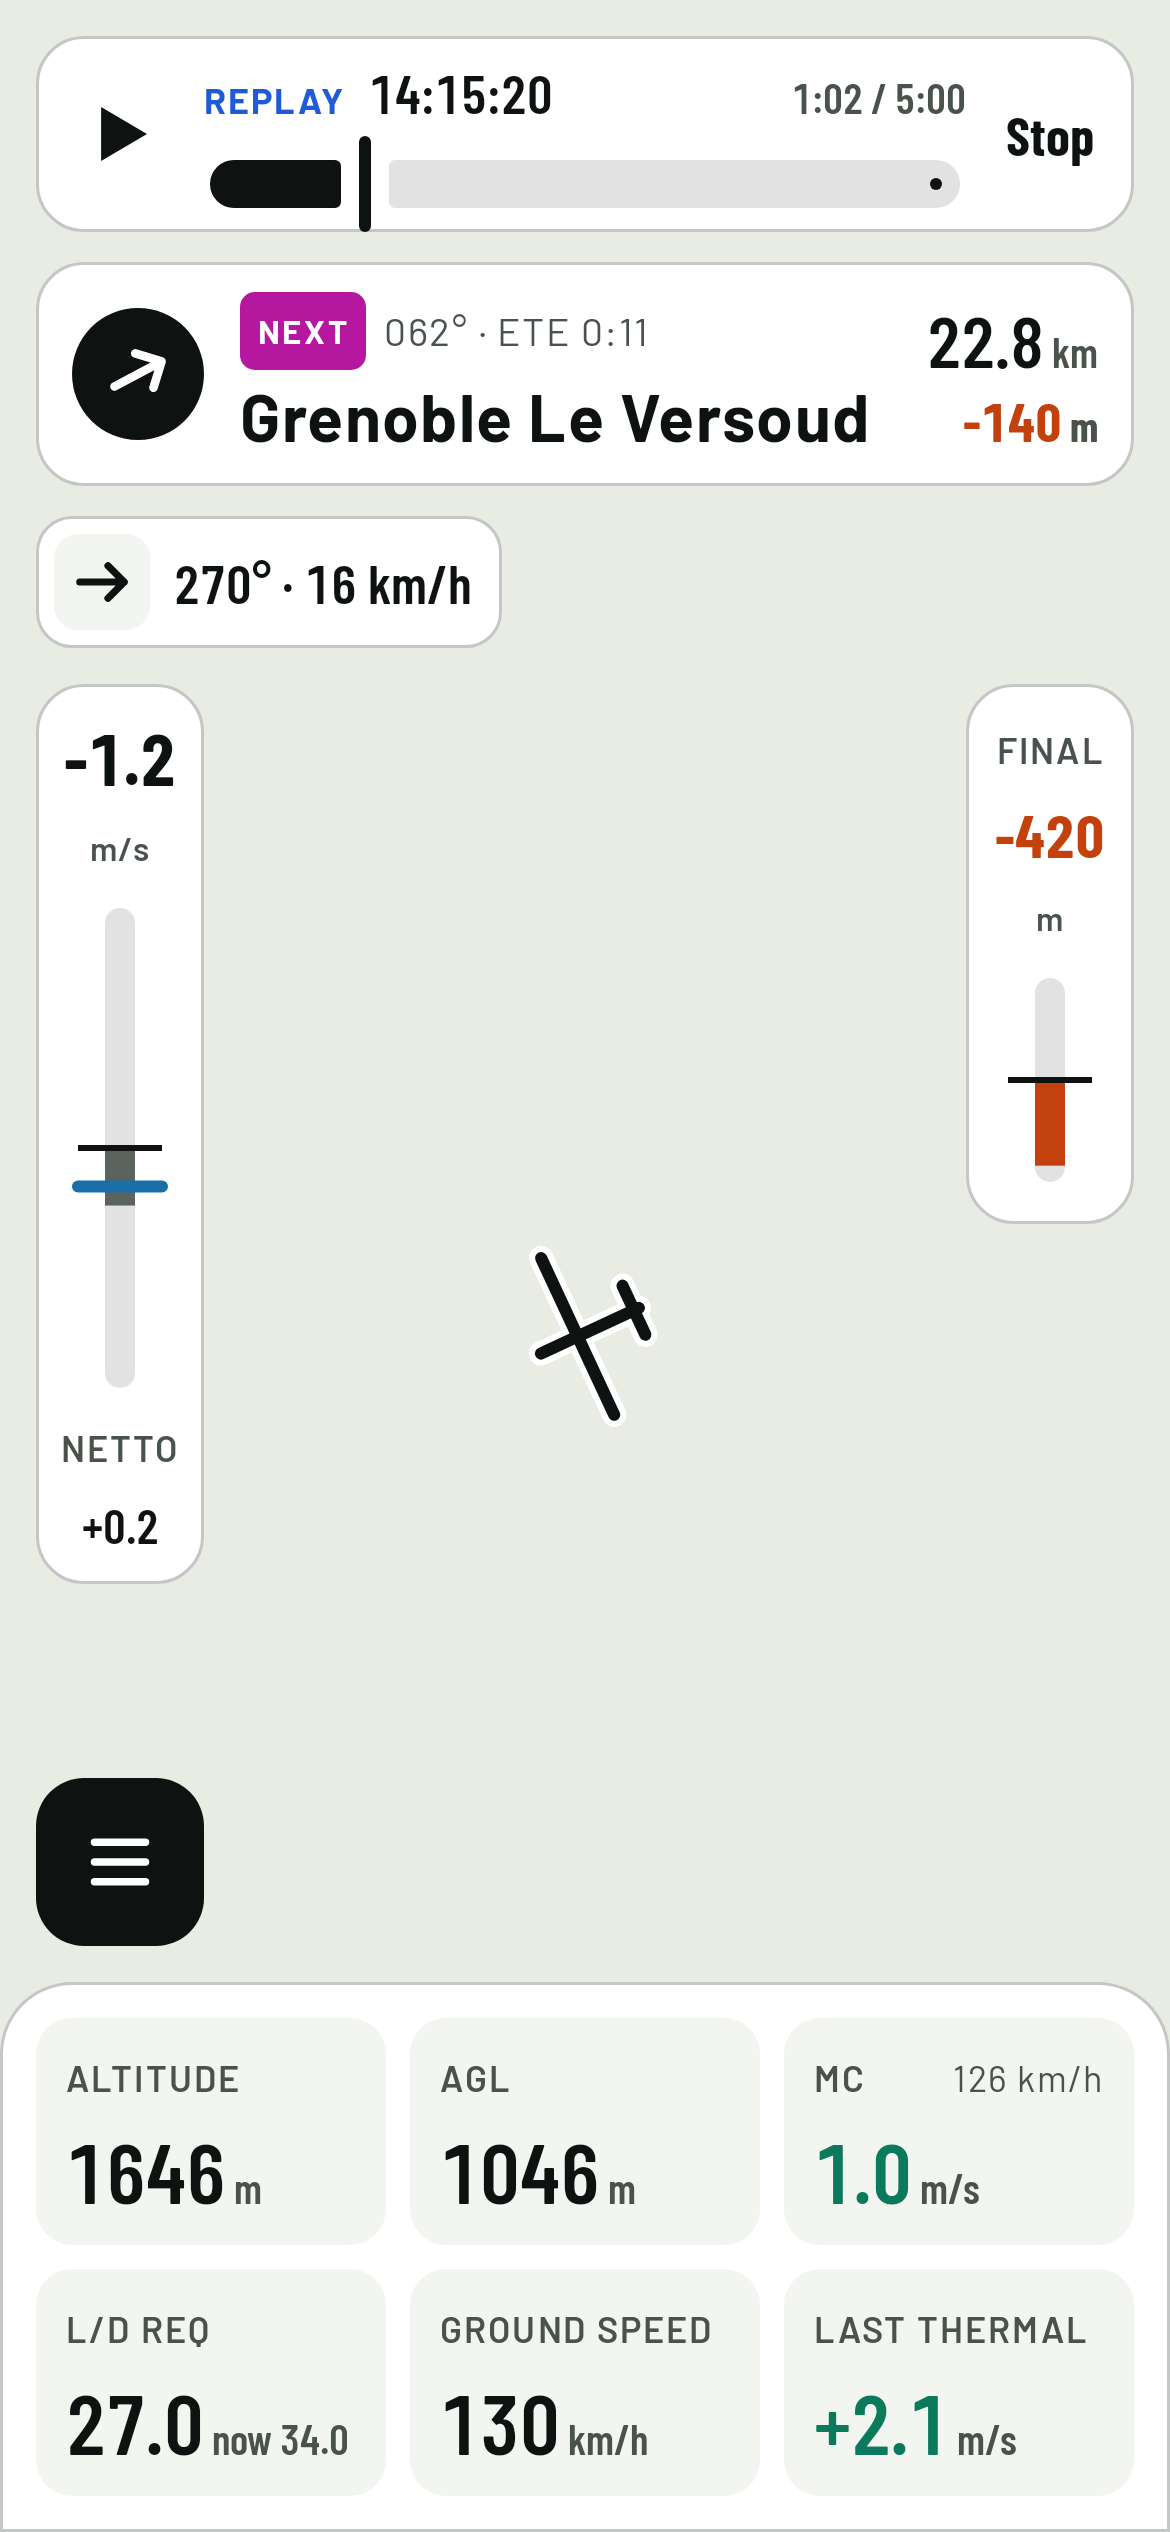 REPLAY 14:15:20 1:02 / 5:00
Stop
NEXT 062° · ETE 0:11
22.8 km
Grenoble Le Versoud
-140 m
270° · 16 km/h
-1.2
m/s
NETTO
+0.2
FINAL
-420
m
ALTITUDE
1646 m
AGL
1046 m
MC 126 km/h
1.0 m/s
L/D REQ
27.0 now 34.0
GROUND SPEED
130 km/h
LAST THERMAL
+2.1 m/s